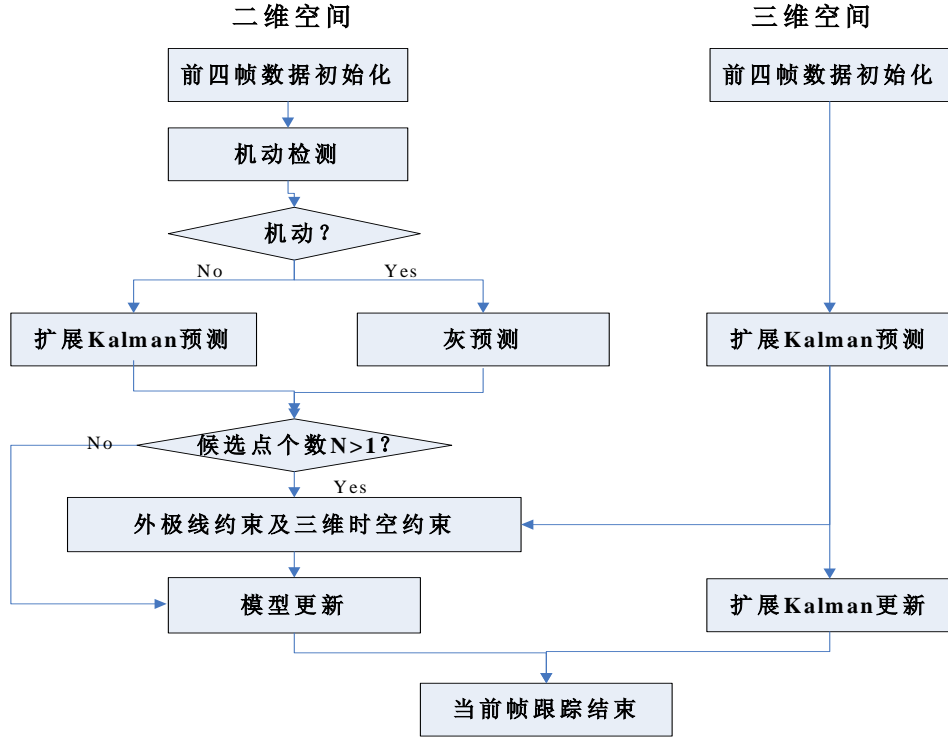 二维空间
三维空间
前四帧数据初始化
前四帧数据初始化
机动检测
机动？
No
Yes
扩展Kalman预测
灰预测
扩展Kalman预测
候选点个数N>1？
No
Yes
外极线约束及三维时空约束
模型更新
扩展Kalman更新
当前帧跟踪结束